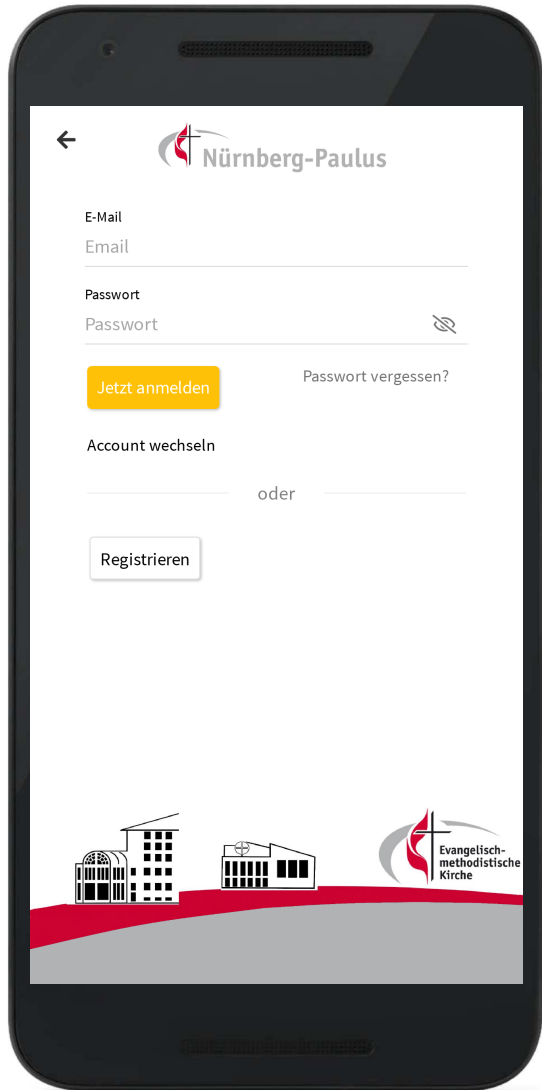 Nürnberg-Paulus
E-Mail
Email
Passwort
Passwort
Jetzt anmelden
Passwort vergessen?
Account wechseln
oder
Registrieren
Evangelisch-
methodistische
Kirche